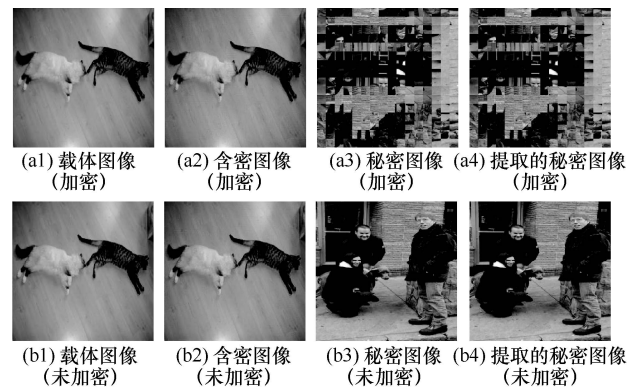 (a1) 载体图像 (a2) 含密图像 (a3) 秘密图像 (a4) 提取的秘密图像
（加密） （加密） （加密） （加密）
(b1) 载体图像 (b2) 含密图像 (b3) 秘密图像 (b4) 提取的秘密图像
（未加密） （未加密） （未加密） （未加密）